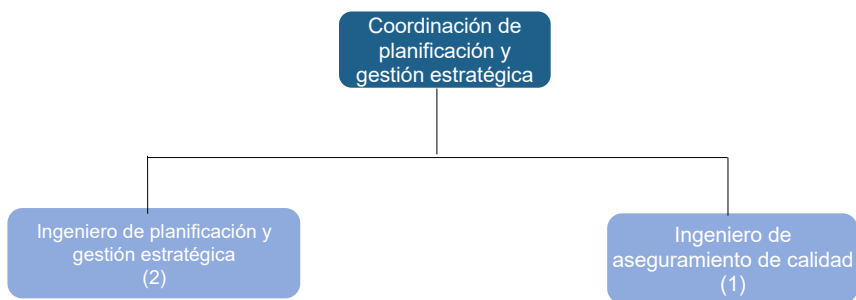 Coordinación de
planificación y
gestión estratégica
Ingeniero de planificación y
gestión estratégica
(2)
Ingeniero de
aseguramiento de calidad
(1)